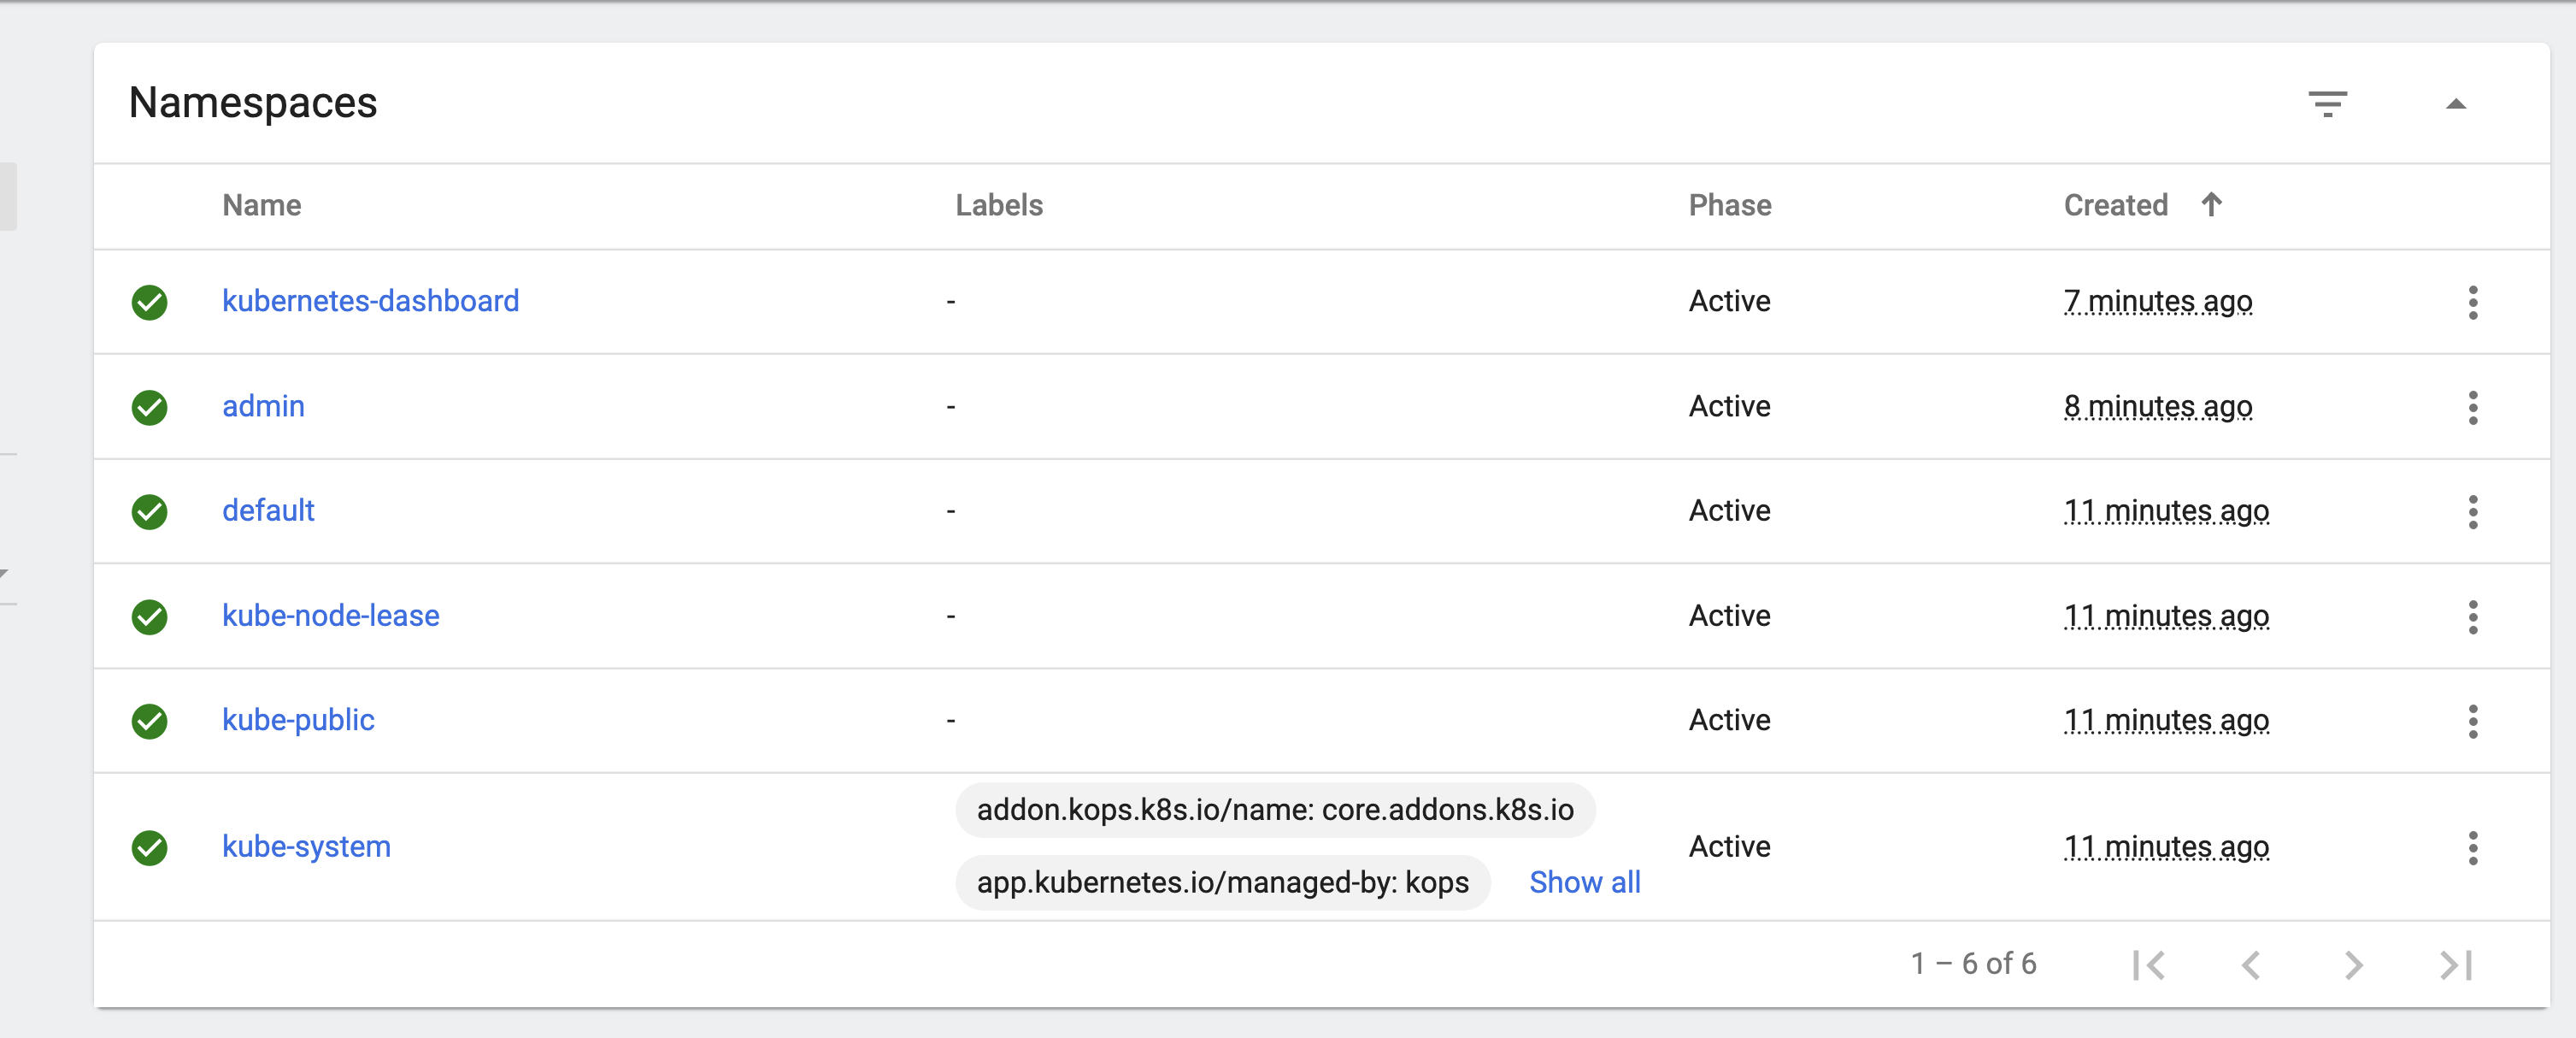 Namespaces
Name Labels Phase Created
kubernetes-dashboard - Active 7 minutes ago
admin - Active 8 minutes ago
default - Active 11 minutes ago
kube-node-lease - Active 11 minutes ago
kube-public - Active 11 minutes ago
addon.kops.k8s.io/name: core.addons.k8s.io
kube-system Active 11 minutes ago
app.kubernetes.io/managed-by: kops Show all
1 – 6 of 6